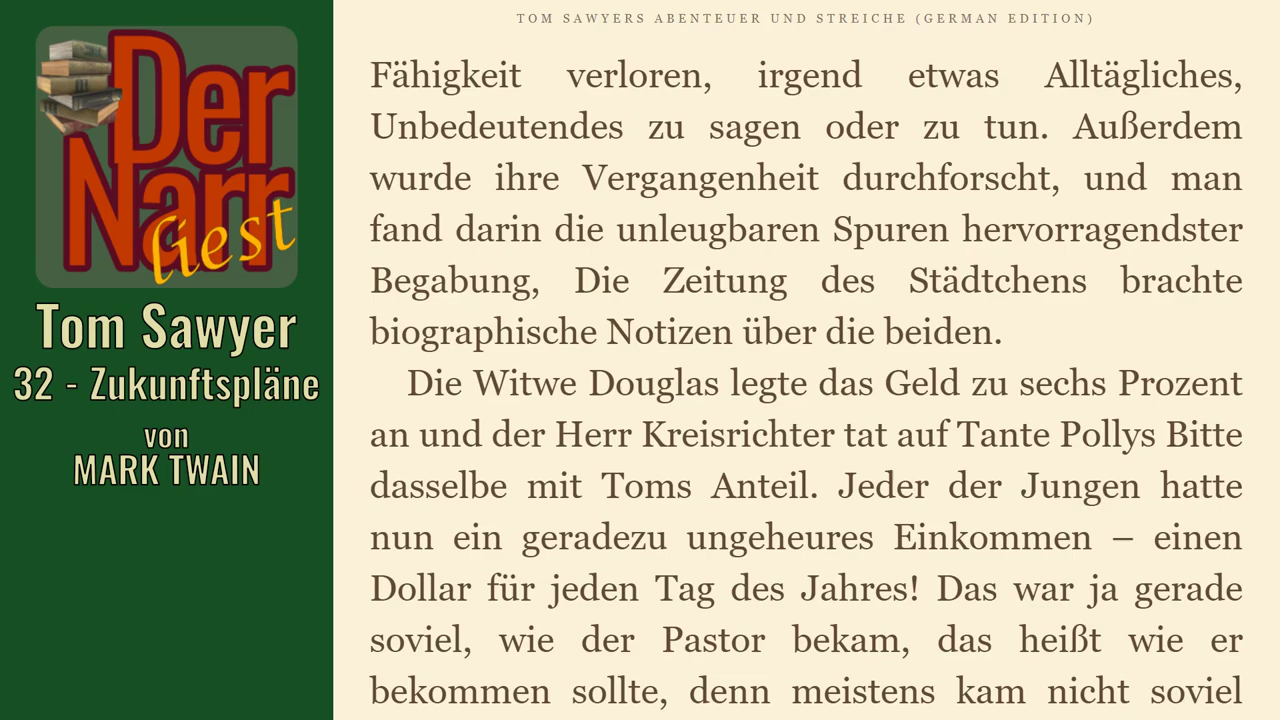 Der
Narr
liest
Tom Sawyer
32 - Zukunftspläne
von
MARK TWAIN
TOM SAWYERS ABENTEUER UND STREICHE (GERMAN EDITION)
Fähigkeit verloren, irgend etwas Alltägliches,
Unbedeutendes zu sagen oder zu tun. Außerdem
wurde ihre Vergangenheit durchforscht, und man
fand darin die unleugbaren Spuren hervorragendster
Begabung, Die Zeitung des Städtchens brachte
biographische Notizen über die beiden.
Die Witwe Douglas legte das Geld zu sechs Prozent
an und der Herr Kreisrichter tat auf Tante Pollys Bitte
dasselbe mit Toms Anteil. Jeder der Jungen hatte
nun ein geradezu ungeheures Einkommen – einen
Dollar für jeden Tag des Jahres! Das war ja gerade
soviel, wie der Pastor bekam, das heißt wie er
bekommen sollte, denn meistens kam nicht soviel